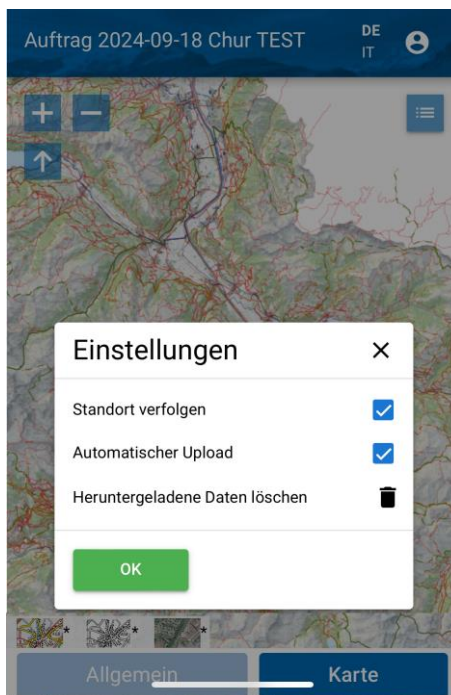 Auftrag 2024-09-18 Chur TEST
DE
IT
Einstellungen
Standort verfolgen
Automatischer Upload
Heruntergeladene Daten löschen
OK
* * *
Allgemein
Karte